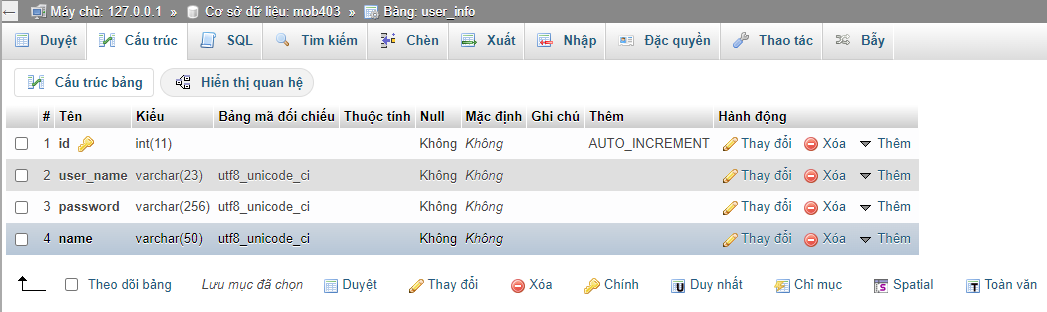 Máy chủ: 127.0.0.1 » Cơ sở dữ liệu: mob403 » Bảng: user_info
Duyệt Cấu trúc SQL Tìm kiếm Chèn Xuất Nhập Đặc quyền Thao tác Bẫy
Cấu trúc bảng Hiển thị quan hệ
# Tên Kiểu Bảng mã đối chiếu Thuộc tính Null Mặc định Ghi chú Thêm Hành động
1 id int(11) Không Không AUTO_INCREMENT Thay đổi Xóa Thêm
2 user_name varchar(23) utf8_unicode_ci Không Không Thay đổi Xóa Thêm
3 password varchar(256) utf8_unicode_ci Không Không Thay đổi Xóa Thêm
4 name varchar(50) utf8_unicode_ci Không Không Thay đổi Xóa Thêm
Theo dõi bảng Lưu mục đã chọn Duyệt Thay đổi Xóa Chính Duy nhất Chỉ mục Spatial Toàn văn